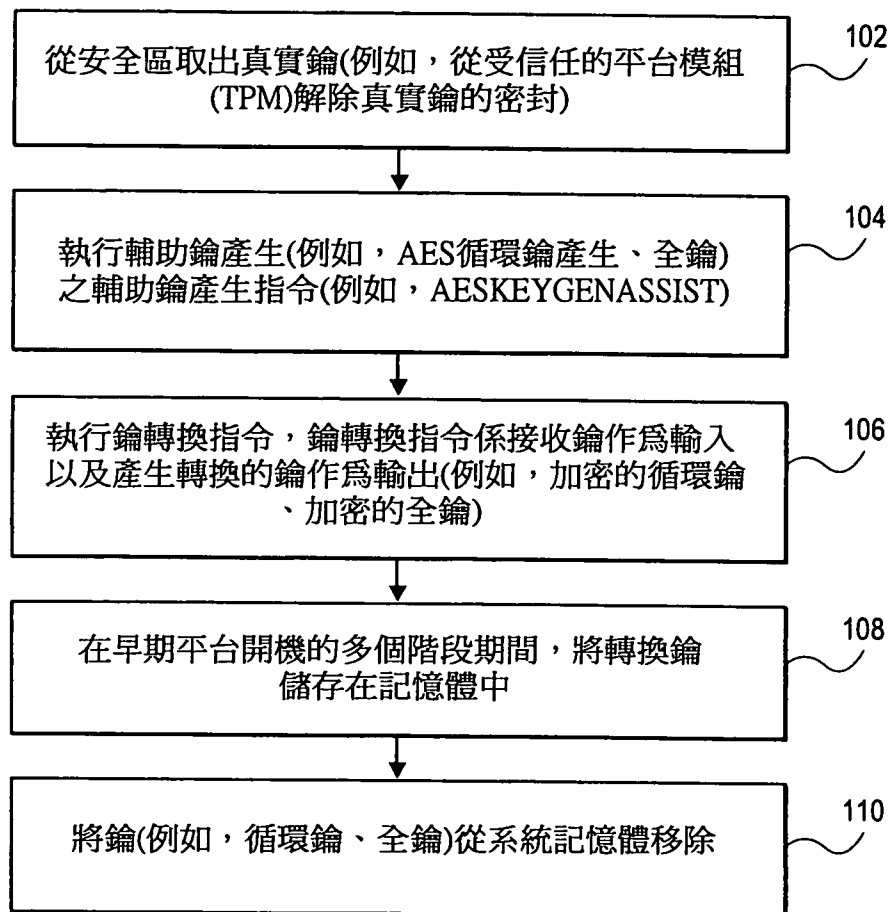 從安全區取出真實鑰(例如，從受信任的平台模組
(TPM)解除真實鑰的密封)
102
執行輔助鑰產生(例如，AES循環鑰產生、全鑰)
之輔助鑰產生指令(例如，AESKEYGENASSIST)
104
執行鑰轉換指令，鑰轉換指令係接收鑰作爲輸入
以及產生轉換的鑰作爲輸出(例如，加密的循環鑰
、加密的全鑰)
106
在早期平台開機的多個階段期間，將轉換鑰
儲存在記憶體中
108
將鑰(例如，循環鑰、全鑰)從系統記憶體移除
110